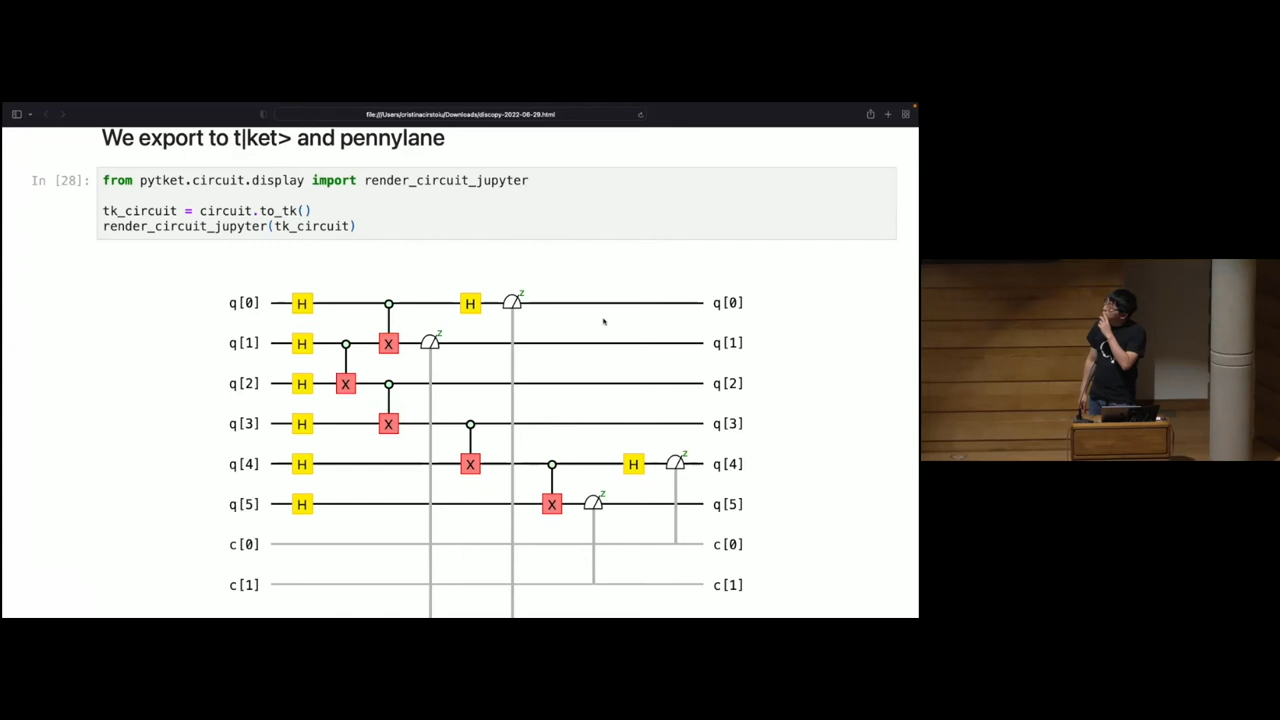 file:///Users/cristinacirstoiu/Downloads/discopy-2022-06-29.html
We export to t|ket> and pennylane
In [28]:
from pytket.circuit.display import render_circuit_jupyter
tk_circuit = circuit.to_tk()
render_circuit_jupyter(tk_circuit)
q[0] H H z q[0]
q[1] H X z q[1]
q[2] H X q[2]
q[3] H X q[3]
q[4] H X H z q[4]
q[5] H X z q[5]
c[0] c[0]
c[1] c[1]